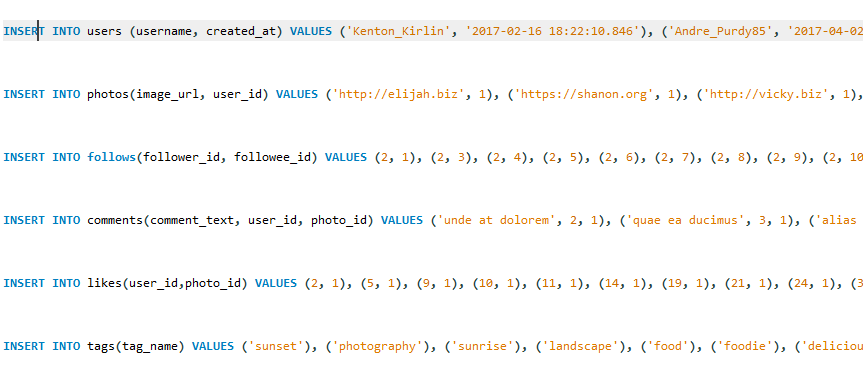 INSERT INTO users (username, created_at) VALUES ('Kenton_Kirlin', '2017-02-16 18:22:10.846'), ('Andre_Purdy85', '2017-04-02
INSERT INTO photos(image_url, user_id) VALUES ('http://elijah.biz', 1), ('https://shanon.org', 1), ('http://vicky.biz', 1),
INSERT INTO follows(follower_id, followee_id) VALUES (2, 1), (2, 3), (2, 4), (2, 5), (2, 6), (2, 7), (2, 8), (2, 9), (2, 10
INSERT INTO comments(comment_text, user_id, photo_id) VALUES ('unde at dolorem', 2, 1), ('quae ea ducimus', 3, 1), ('alias
INSERT INTO likes(user_id,photo_id) VALUES (2, 1), (5, 1), (9, 1), (10, 1), (11, 1), (14, 1), (19, 1), (21, 1), (24, 1), (3
INSERT INTO tags(tag_name) VALUES ('sunset'), ('photography'), ('sunrise'), ('landscape'), ('food'), ('foodie'), ('deliciou